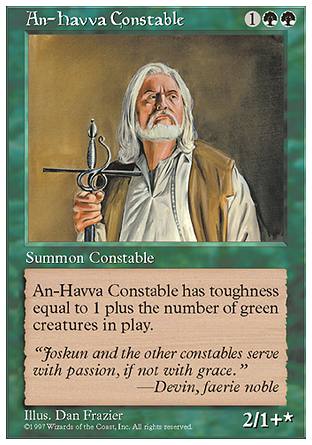 An-Havva Constable 1
Summon Constable
An-Havva Constable has toughness
equal to 1 plus the number of green
creatures in play.
“Joskun and the other constables serve
with passion, if not with grace.”
—Devin, faerie noble
Illus. Dan Frazier
©1997 Wizards of the Coast, Inc. All rights reserved.
2/1+*